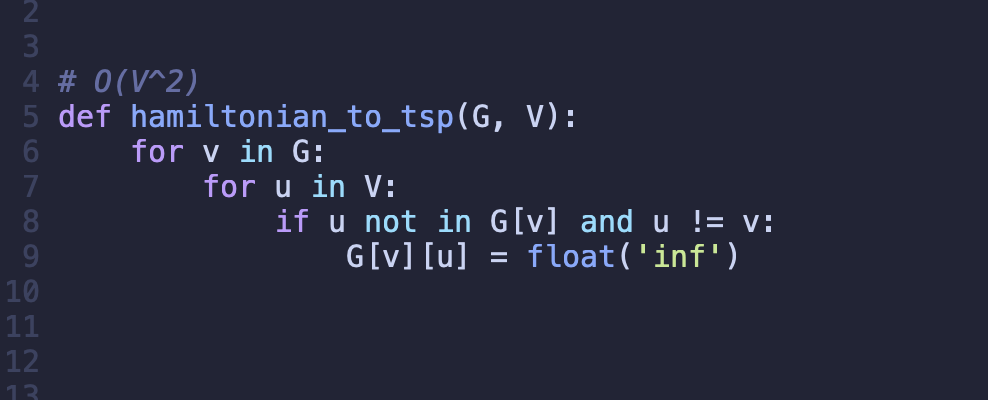 2
3
4 # O(V^2)
5 def hamiltonian_to_tsp(G, V):
6     for v in G:
7         for u in V:
8             if u not in G[v] and u != v:
9                 G[v][u] = float('inf')
10
11
12
13